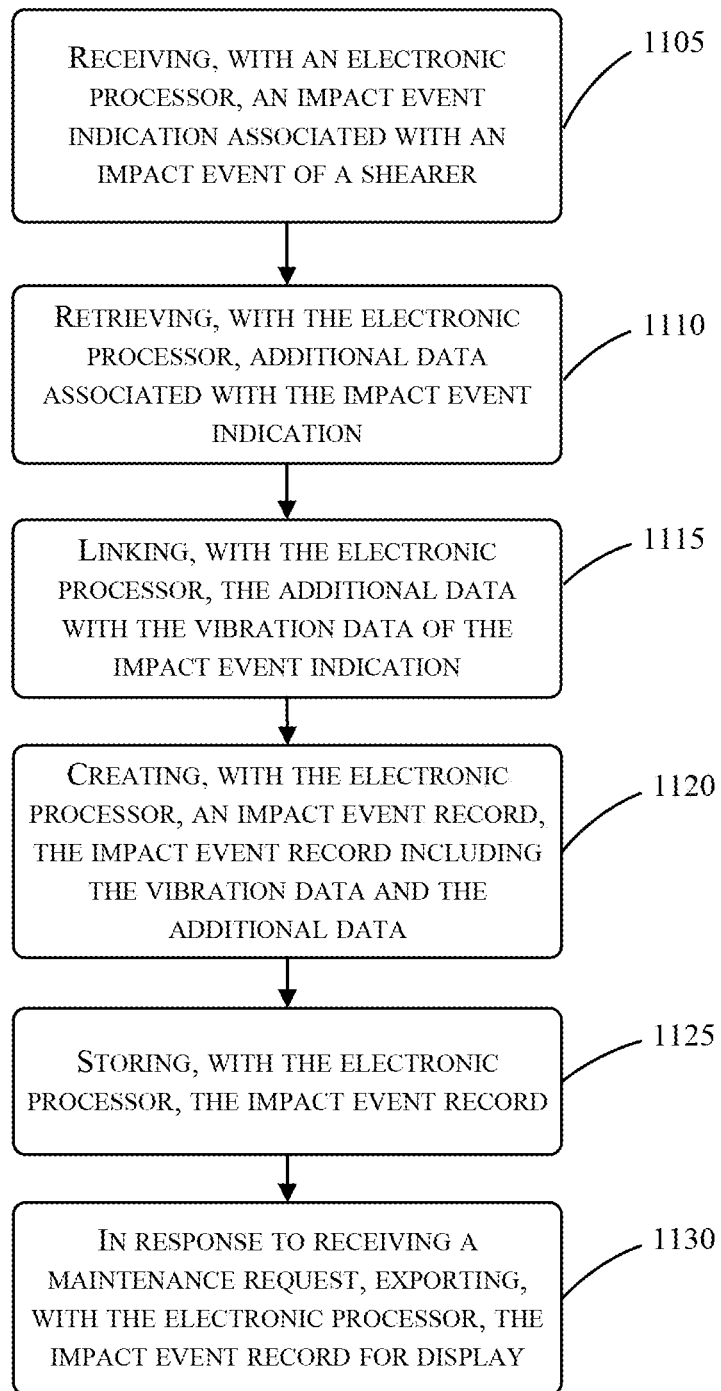 RECEIVING, WITH AN ELECTRONIC
PROCESSOR, AN IMPACT EVENT
INDICATION ASSOCIATED WITH AN
IMPACT EVENT OF A SHEARER
1105
RETRIEVING, WITH THE ELECTRONIC
PROCESSOR, ADDITIONAL DATA
ASSOCIATED WITH THE IMPACT EVENT
INDICATION
1110
LINKING, WITH THE ELECTRONIC
PROCESSOR, THE ADDITIONAL DATA
WITH THE VIBRATION DATA OF THE
IMPACT EVENT INDICATION
1115
CREATING, WITH THE ELECTRONIC
PROCESSOR, AN IMPACT EVENT RECORD,
THE IMPACT EVENT RECORD INCLUDING
THE VIBRATION DATA AND THE
ADDITIONAL DATA
1120
STORING, WITH THE ELECTRONIC
PROCESSOR, THE IMPACT EVENT RECORD
1125
IN RESPONSE TO RECEIVING A
MAINTENANCE REQUEST, EXPORTING,
WITH THE ELECTRONIC PROCESSOR, THE
IMPACT EVENT RECORD FOR DISPLAY
1130